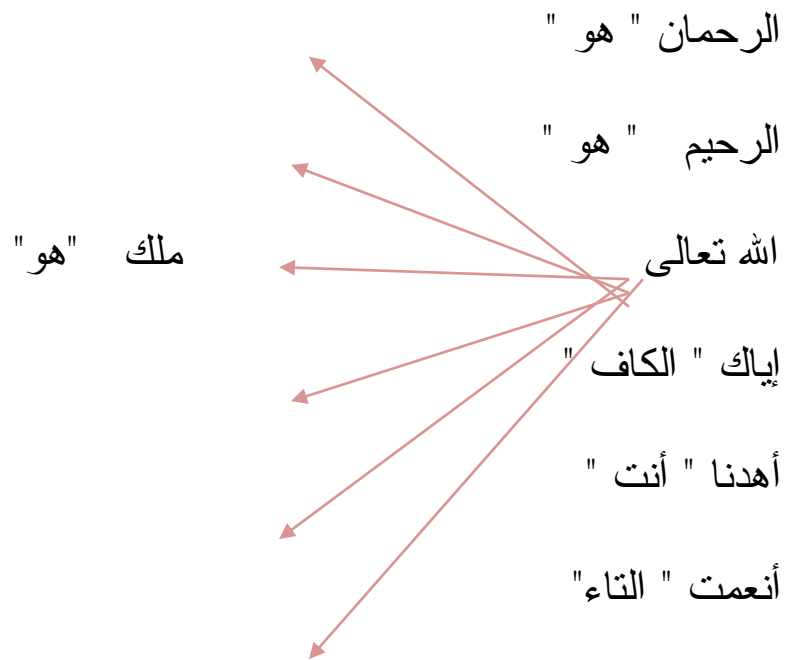 الرحمان " هو "
الرحيم " هو "
الله تعالى ملك "هو"
إياك " الكاف "
أهدنا " أنت "
أنعمت " التاء"